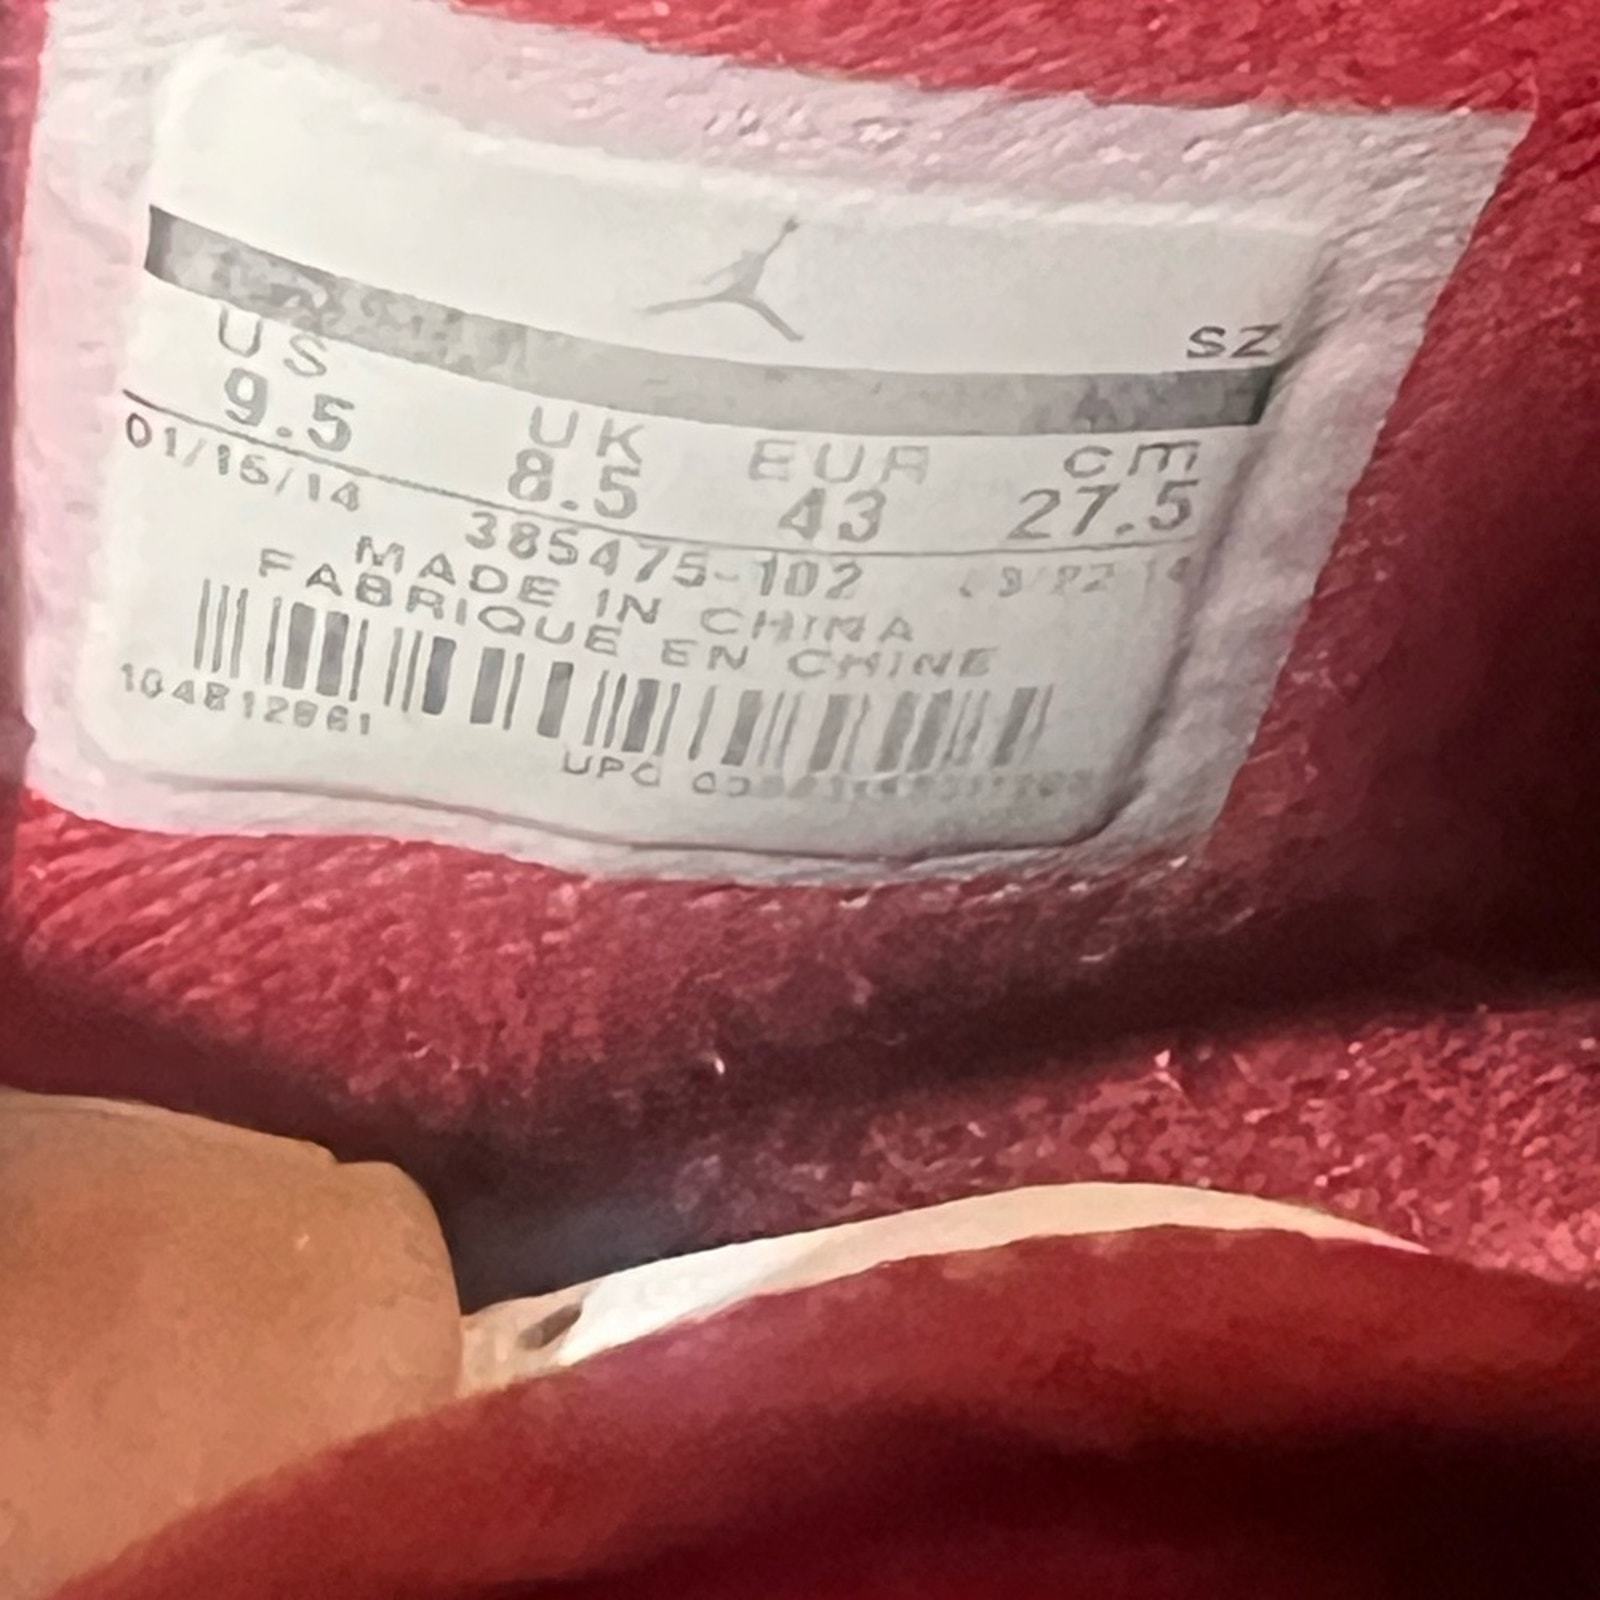 SZ
US UK EUR cm
9.5 8.5 43 27.5
01/15/14 385475-102
MADE IN CHINA
FABRIQUE EN CHINE
UPC